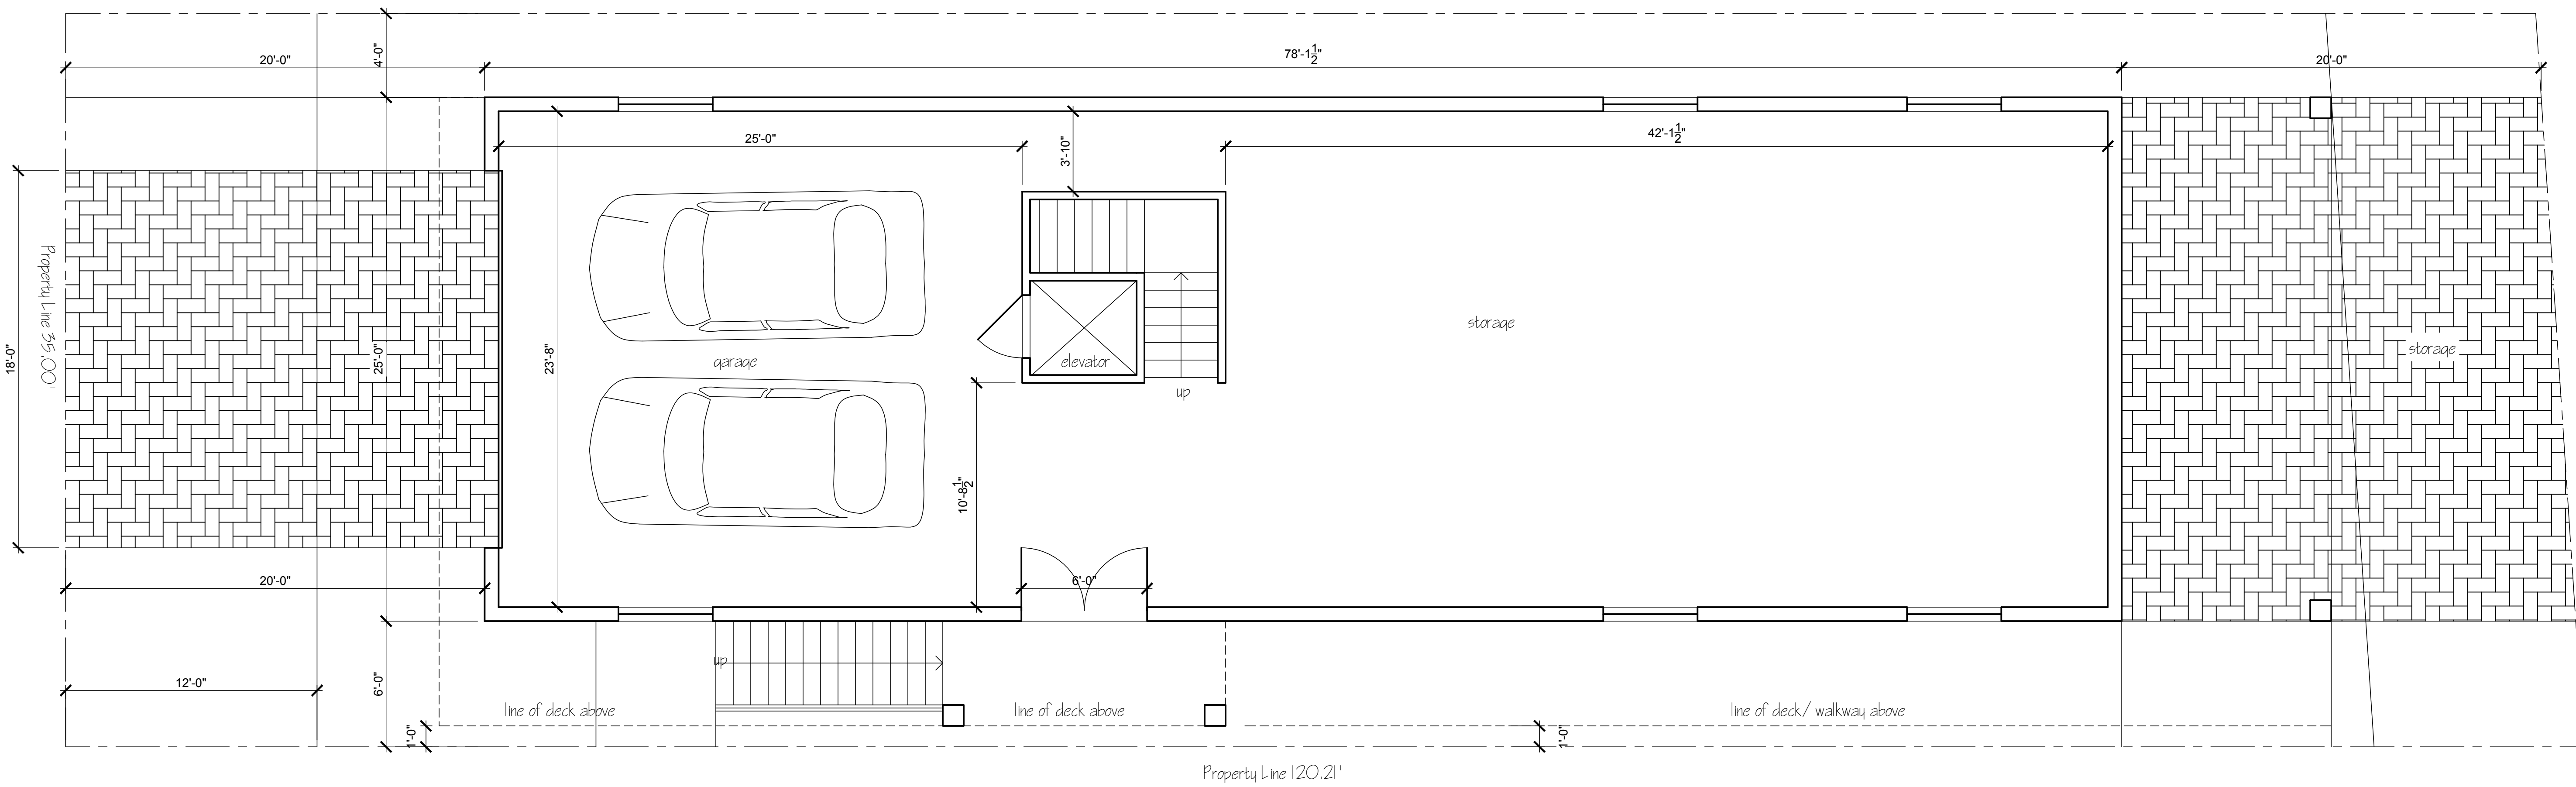 78'-1 1/2"
20'-0"
4'-0"
20'-0"
25'-0"
3'-10"
42'-1 1/2"
Property Line 35.00'
18'-0"
25'-0"
23'-8"
garage
elevator
up
storage
storage
10'-8 1/2"
20'-0"
6'-0"
up
12'-0"
6'-0"
1'-0"
line of deck above
line of deck above
line of deck/ walkway above
1'-0"
Property Line 120.21'